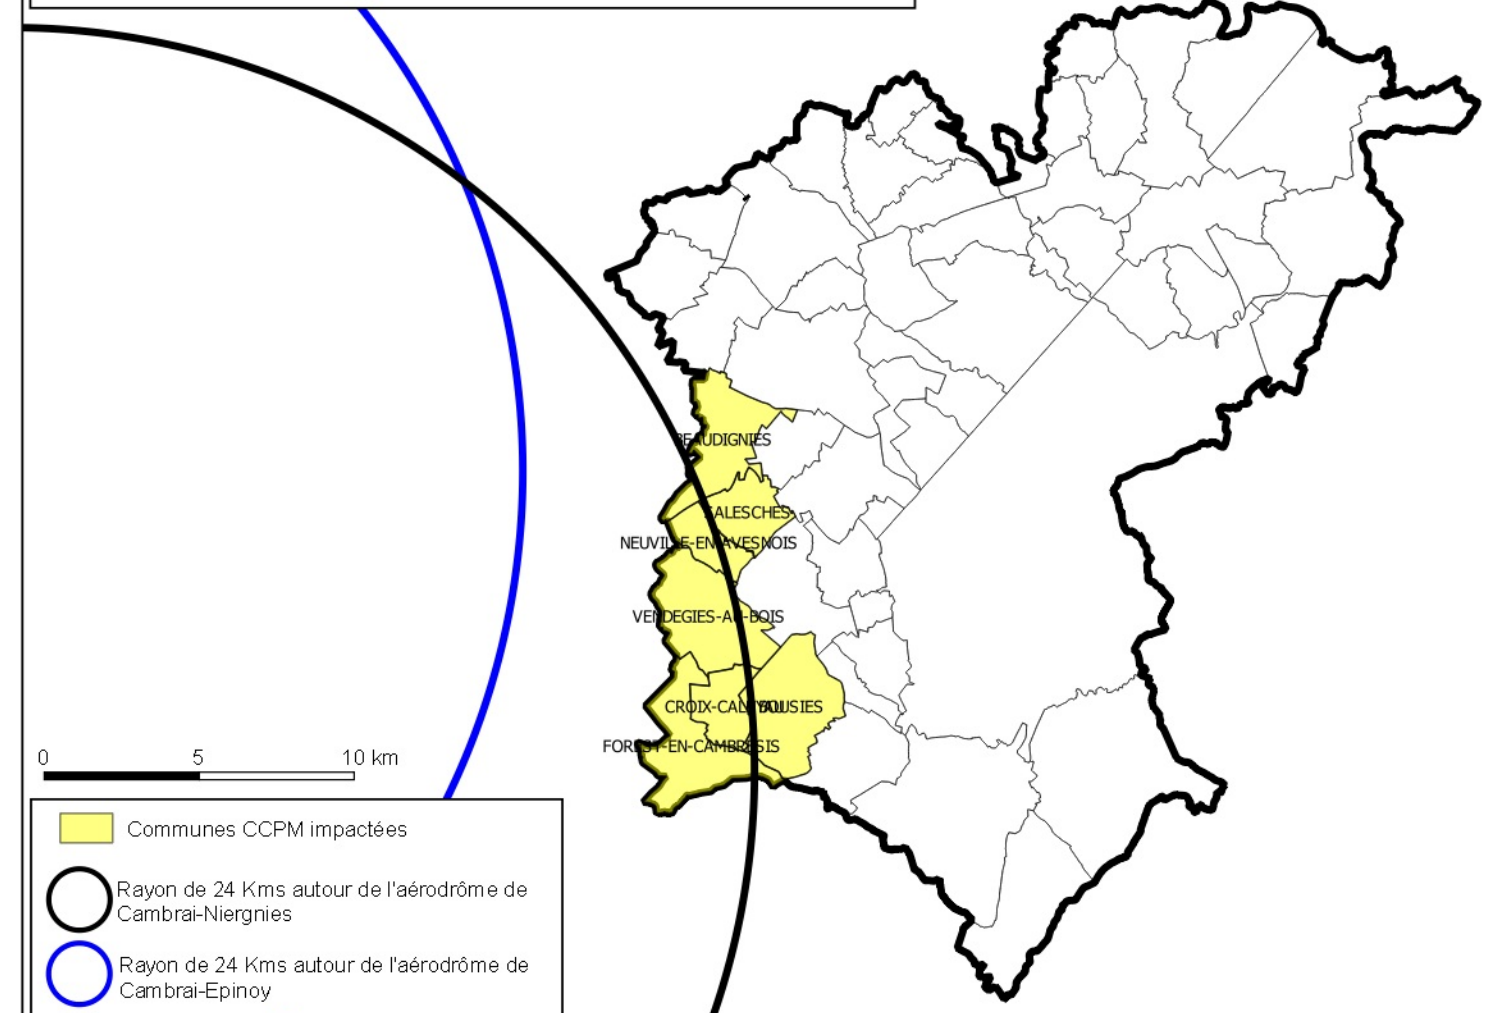 BEAUDIGNIES
SALESCHES
NEUVILLE-EN-AVESNOIS
VENDEGIES-AU-BOIS
CROIX-CALUYAU
BOUSIES
FOREST-EN-CAMBRESIS
0 5 10 km
Communes CCPM impactées
Rayon de 24 Kms autour de l'aérodrôme de
Cambrai-Niergnies
Rayon de 24 Kms autour de l'aérodrôme de
Cambrai-Epinoy